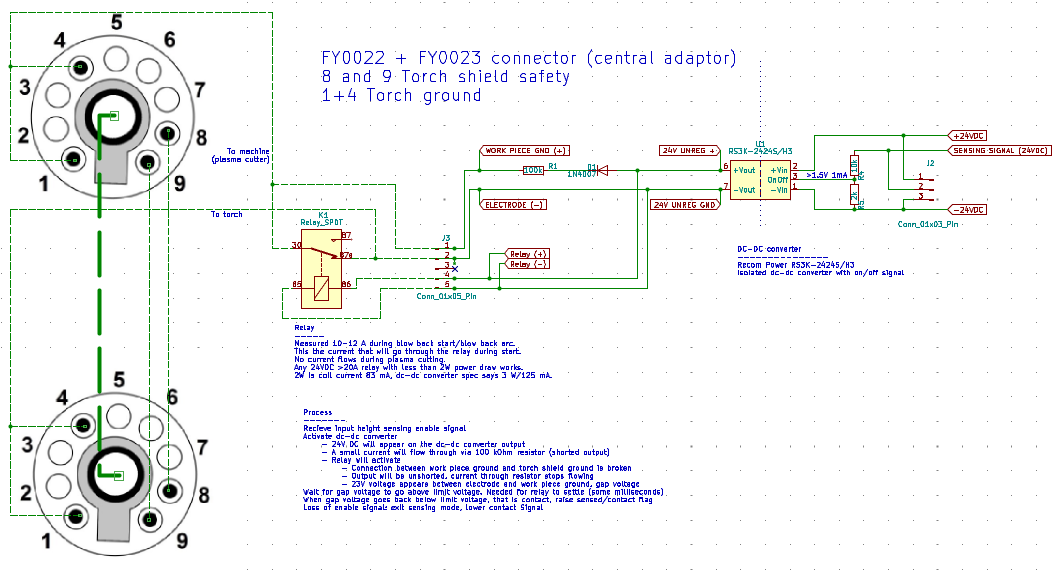 FY0022 + FY0023 connector (central adaptor)
8 and 9 Torch shield safety
1+4 Torch ground
5
4
6
3
7
2
8
1
9
To machine
(plasma cutter)
To torch
K1
Relay_SPDT
87
30
87a
85
86
WORK PIECE GND (+)
100k
R1
D1
1N4007
ELECTRODE (-)
24V UNREG +
24V UNREG GND
J3
1
2
3
4
5
Conn_01x05_Pin
Relay (+)
Relay (-)
U1
RS3K-2424S/H3
6
+Vout
7
-Vout
+Vin
2
OnOff
3
-Vin
1
>1.5V 1mA
10k
2k
+24VDC
SENSING SIGNAL (24VDC)
J2
1
2
3
-24VDC
Conn_01x03_Pin
DC-DC converter
------------------
Recom Power RS3K-2424S/H3
Isolated dc-dc converter with on/off signal
Relay
------
Measured 10-12 A during blow back start/blow back arc.
This the current that will go through the relay during start.
No current flows during plasma cutting.
Any 24VDC >20A relay with less than 2W power draw works.
2W is coil current 83 mA, dc-dc converter spec says 3 W/125 mA.
Process
--------
Recieve input height sensing enable signal
Activate dc-dc converter
- 24V DC will appear on the dc-dc converter output
- A small current will flow through via 100 kOhm resistor (shorted output)
- Relay will activate
- Connection between work piece ground and torch shield ground is broken
- Output will be unshorted, current through resistor stops flowing
- 23V voltage appears between electrode end work piece ground, gap voltage
Wait for gap voltage to go above limit voltage. Needed for relay to settle (some milliseconds)
When gap voltage goes back below limit voltage, that is contact, raise sensed/contact flag
Loss of enable signal: exit sensing mode, lower contact Signal
5
4
6
3
7
2
8
1
9